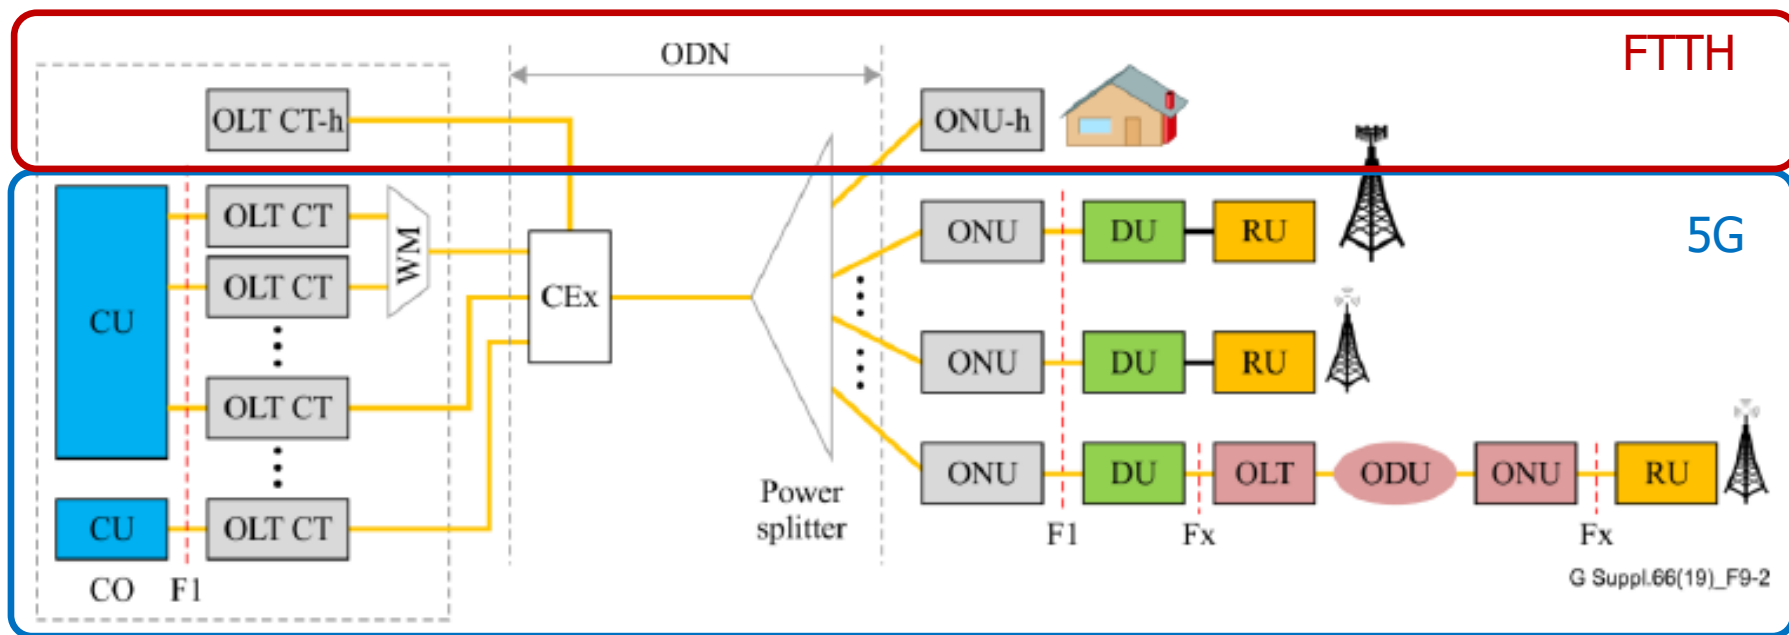 FTTH
ODN
OLT CT-h
ONU-h
5G
OLT CT
ONU
DU
RU
WM
OLT CT
CEx
CU
ONU
DU
RU
OLT CT
ONU
DU
OLT
ODU
ONU
RU
Power
splitter
CU
OLT CT
F1
Fx
Fx
CO
F1
G Suppl.66(19)_F9-2